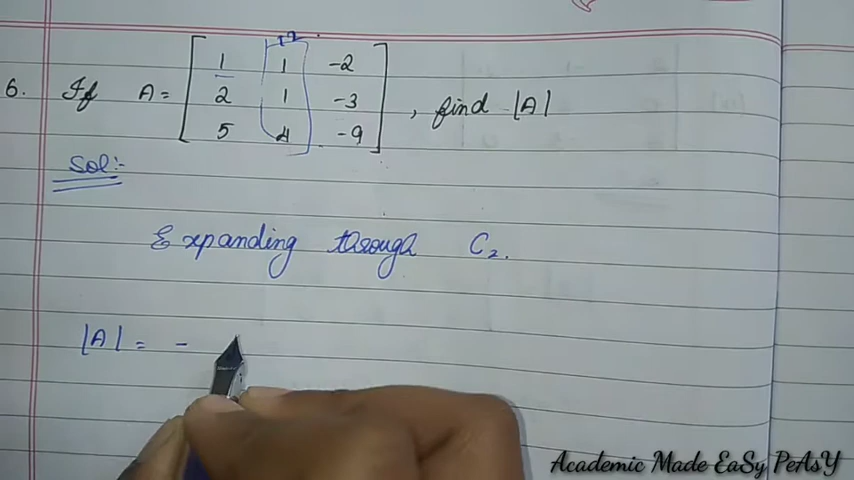 12
6. If A = [ 1 1 -2
2 1 -3
5 4 -9 ] , find |A|
Sol:-
Expanding through C₂.
|A| = -
Academic Made EaSy PeAsY